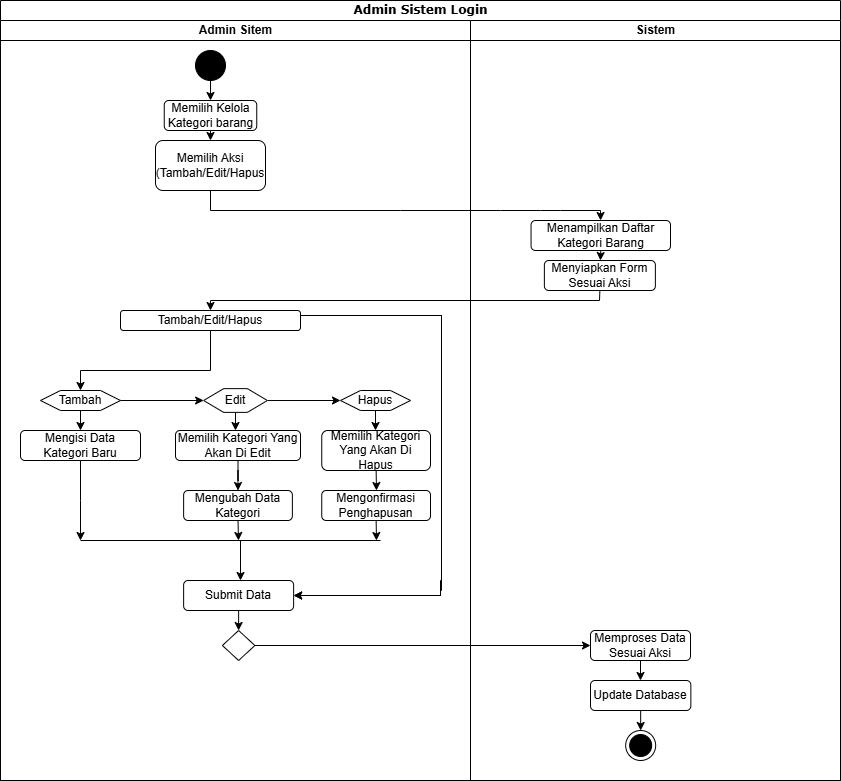 Admin Sistem Login
Admin Sitem
Sistem
Memilih Kelola
Kategori barang
Memilih Aksi
(Tambah/Edit/Hapus
Menampilkan Daftar
Kategori Barang
Menyiapkan Form
Sesuai Aksi
Tambah/Edit/Hapus
Tambah
Edit
Hapus
Mengisi Data
Kategori Baru
Memilih Kategori Yang
Akan Di Edit
Memilih Kategori
Yang Akan Di
Hapus
Mengubah Data
Kategori
Mengonfirmasi
Penghapusan
Submit Data
Memproses Data
Sesuai Aksi
Update Database